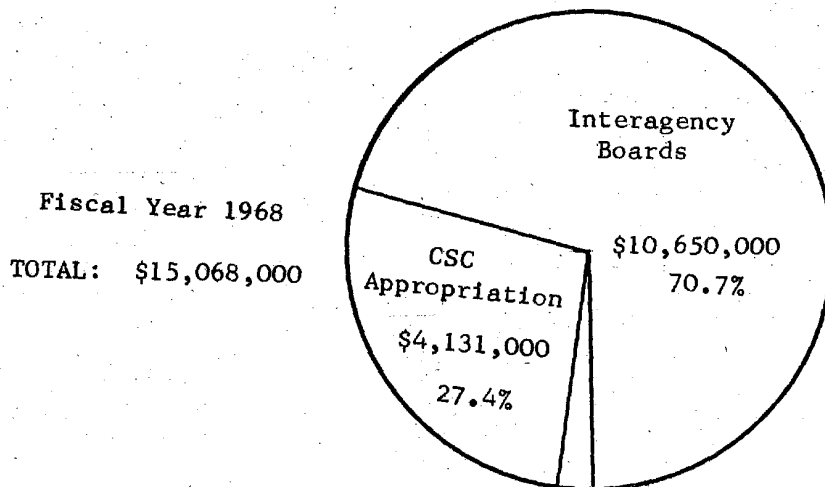 Interagency
Boards
Fiscal Year 1968
TOTAL: $15,068,000
$10,650,000
70.7%
CSC
Appropriation
$4,131,000
27.4%